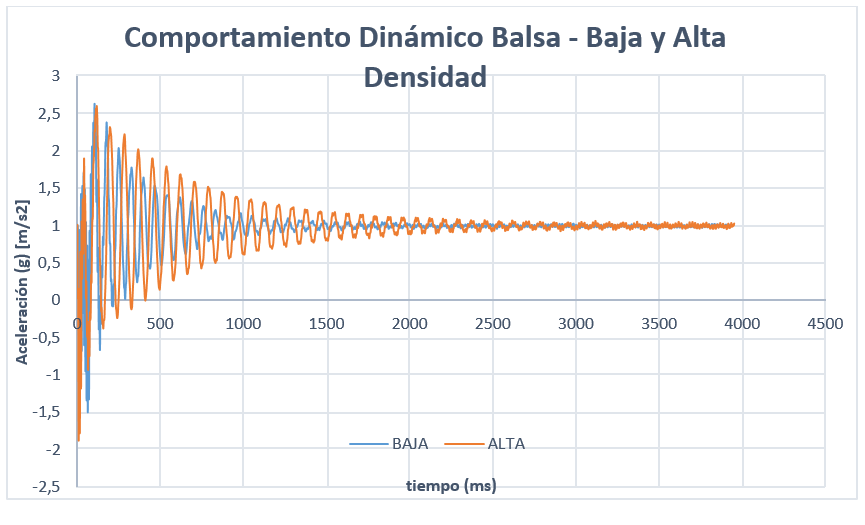 Comportamiento Dinámico Balsa - Baja y Alta
Densidad
Aceleración (g) [m/s2]
3
2,5
2
1,5
1
0,5
0
-0,5
-1
-1,5
-2
-2,5
0 500 1000 1500 2000 2500 3000 3500 4000 4500
BAJA ALTA
tiempo (ms)